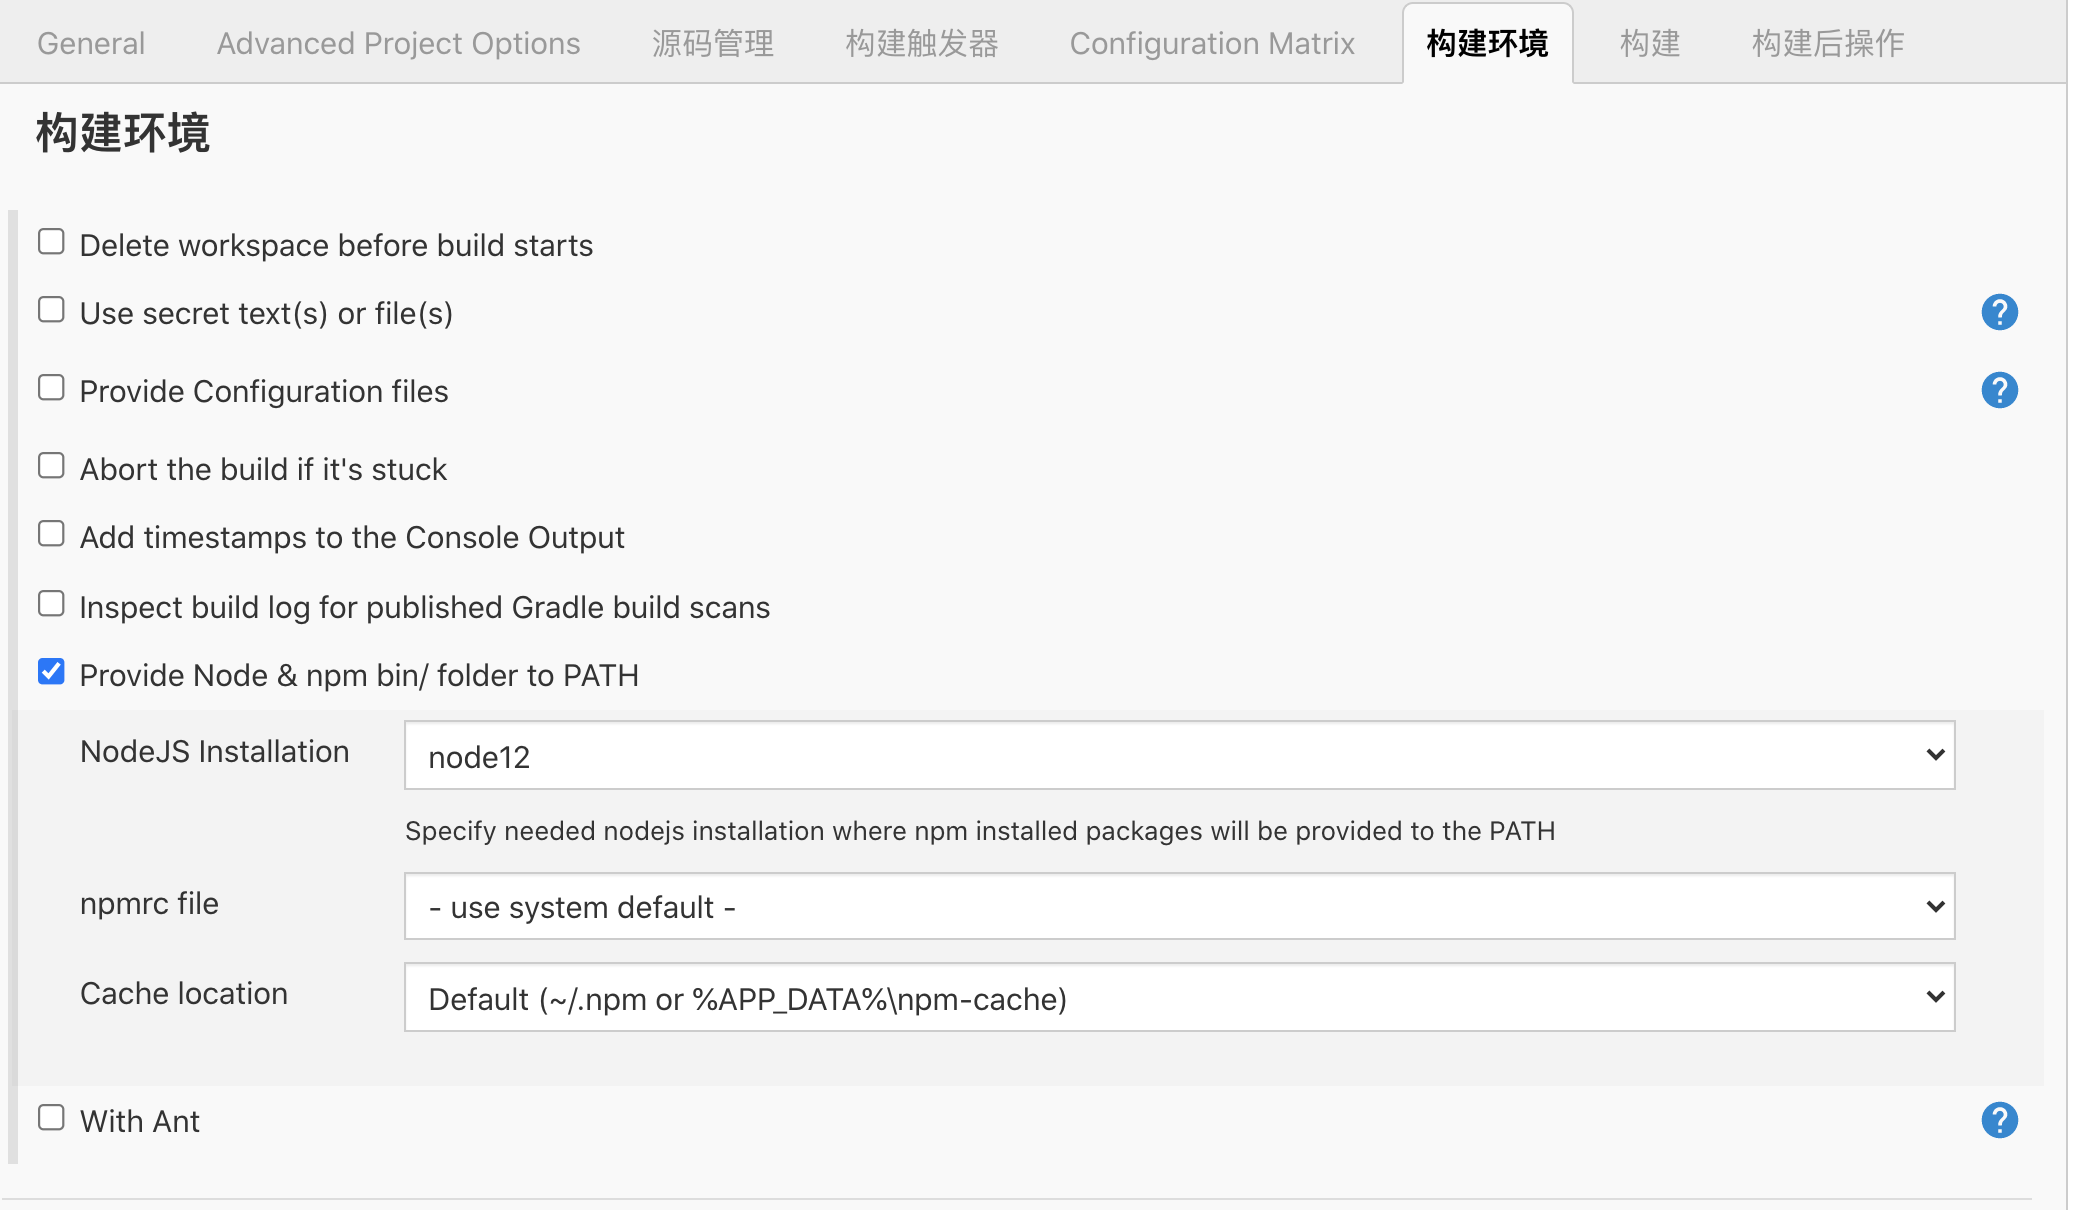 General Advanced Project Options 源码管理 构建触发器 Configuration Matrix 构建环境 构建 构建后操作
构建环境
Delete workspace before build starts
Use secret text(s) or file(s)
?
Provide Configuration files
?
Abort the build if it's stuck
Add timestamps to the Console Output
Inspect build log for published Gradle build scans
Provide Node & npm bin/ folder to PATH
NodeJS Installation
node12
Specify needed nodejs installation where npm installed packages will be provided to the PATH
npmrc file
- use system default -
Cache location
Default (~/.npm or %APP_DATA%\npm-cache)
With Ant
?